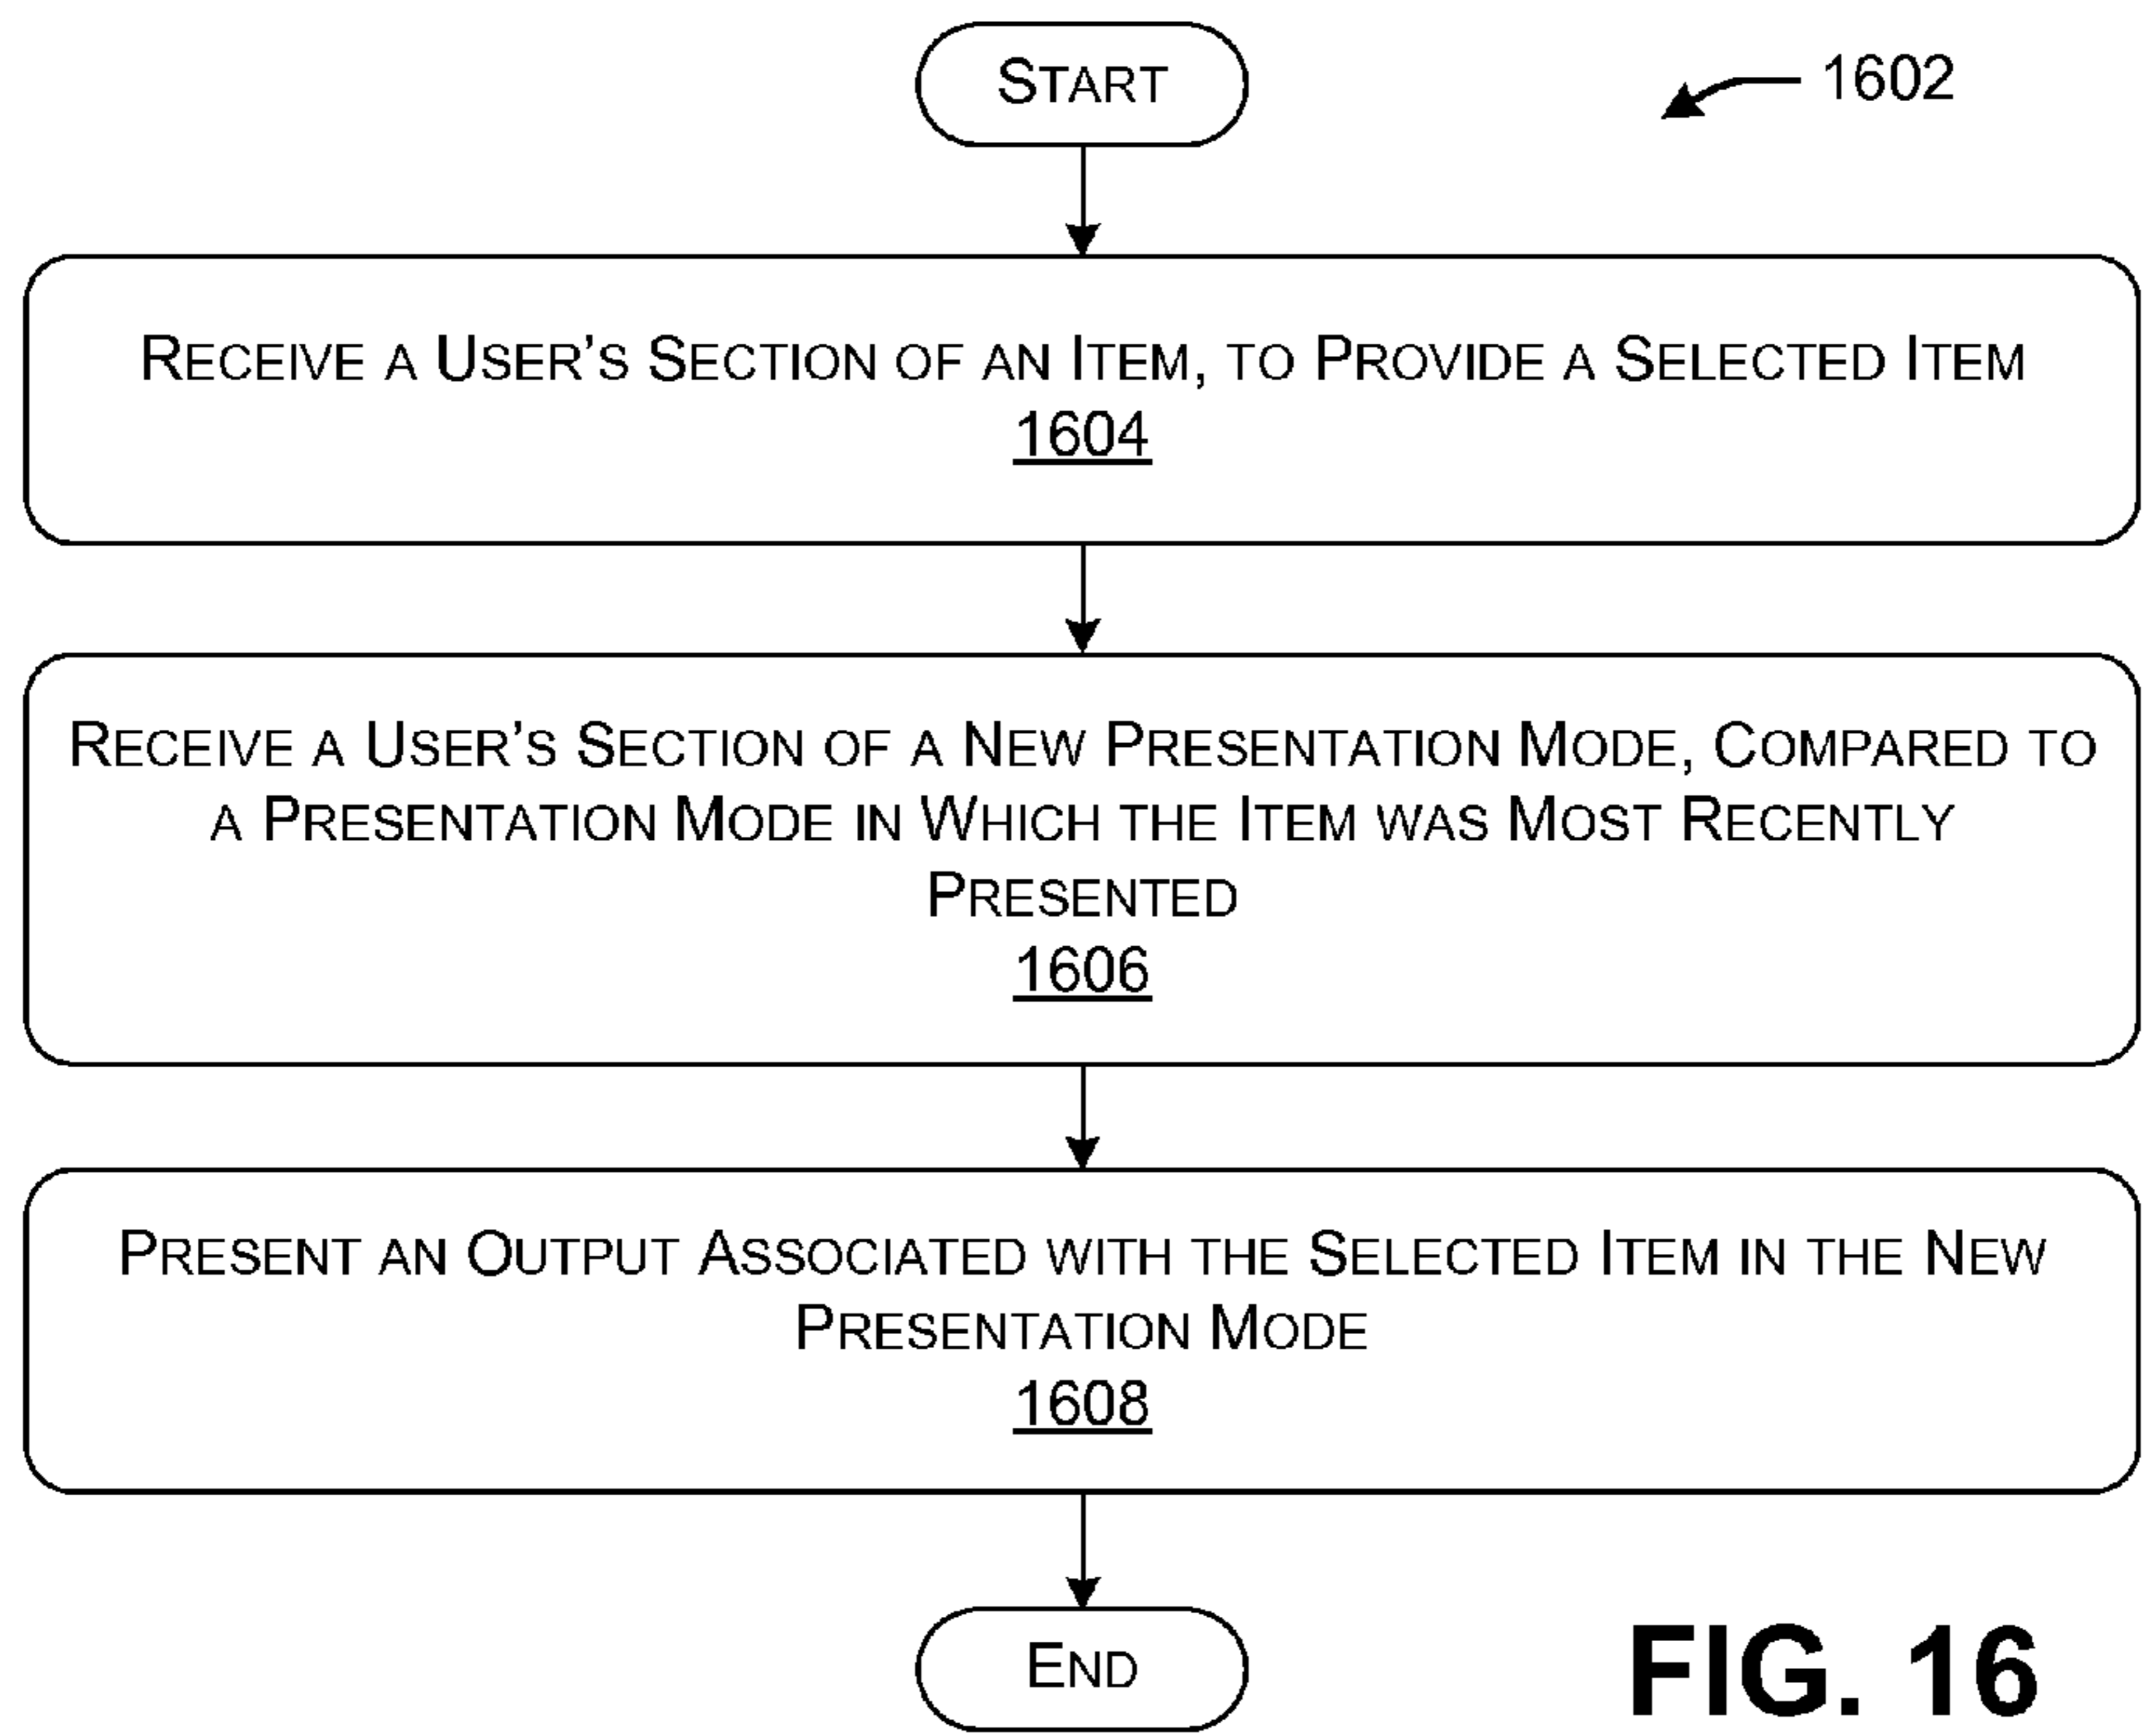 START
1602
RECEIVE A USER'S SECTION OF AN ITEM, TO PROVIDE A SELECTED ITEM
1604
RECEIVE A USER'S SECTION OF A NEW PRESENTATION MODE, COMPARED TO
A PRESENTATION MODE IN WHICH THE ITEM WAS MOST RECENTLY
PRESENTED
1606
PRESENT AN OUTPUT ASSOCIATED WITH THE SELECTED ITEM IN THE NEW
PRESENTATION MODE
1608
END
FIG. 16